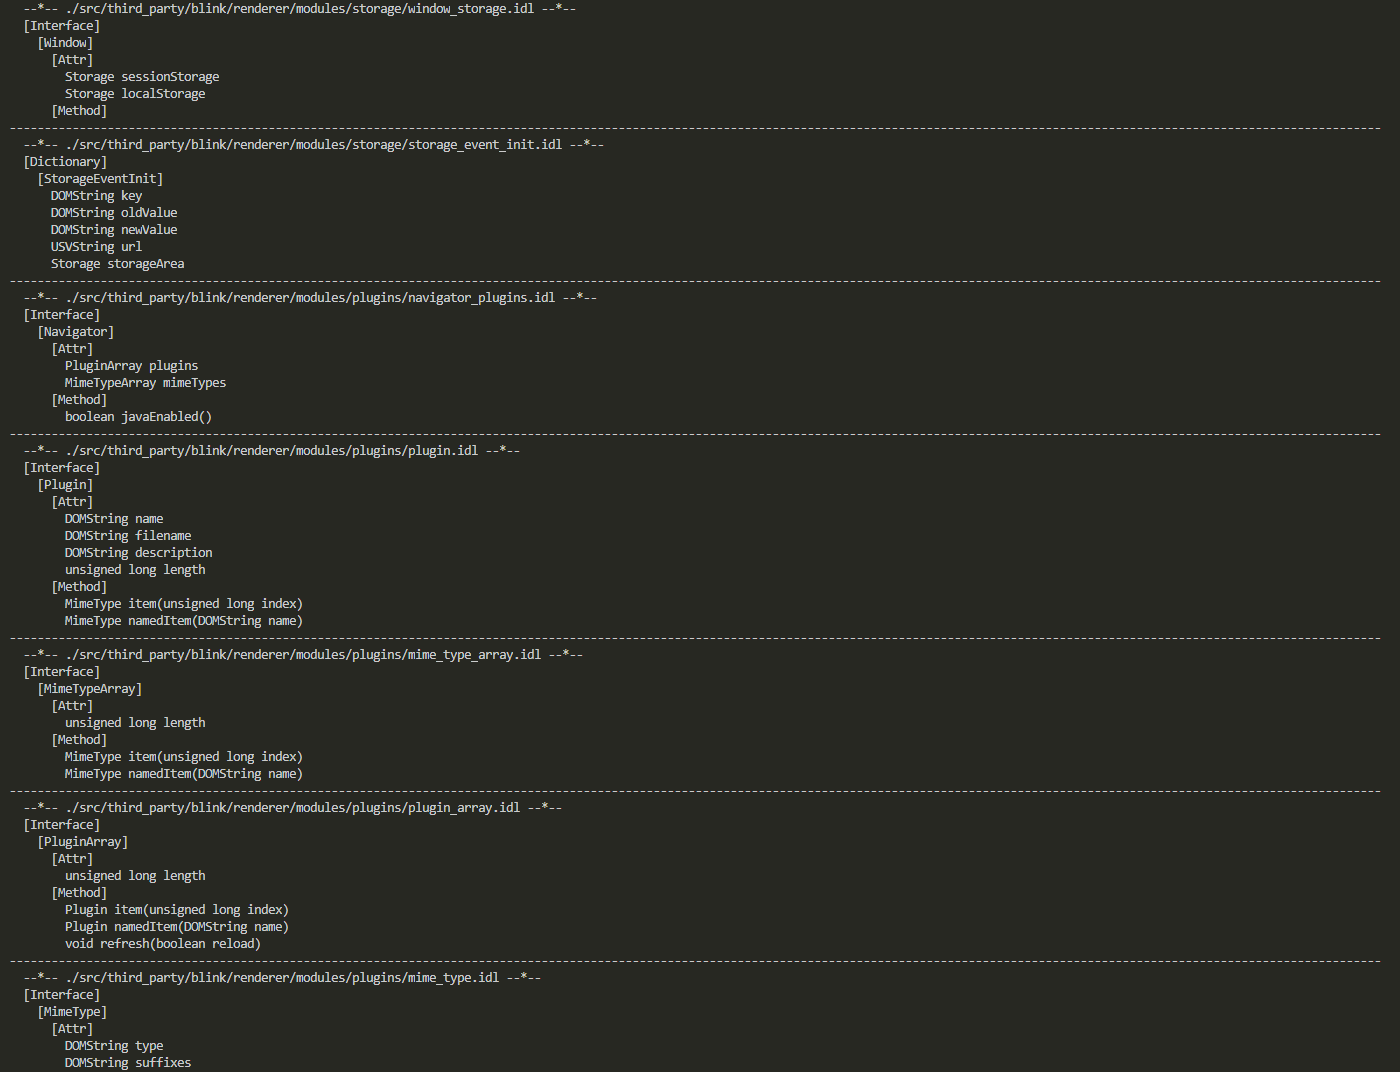 --*-- ./src/third_party/blink/renderer/modules/storage/window_storage.idl --*--
[Interface]
[Window]
[Attr]
Storage sessionStorage
Storage localStorage
[Method]
--*-- ./src/third_party/blink/renderer/modules/storage/storage_event_init.idl --*--
[Dictionary]
[StorageEventInit]
DOMString key
DOMString oldValue
DOMString newValue
USVString url
Storage storageArea
--*-- ./src/third_party/blink/renderer/modules/plugins/navigator_plugins.idl --*--
[Interface]
[Navigator]
[Attr]
PluginArray plugins
MimeTypeArray mimeTypes
[Method]
boolean javaEnabled()
--*-- ./src/third_party/blink/renderer/modules/plugins/plugin.idl --*--
[Interface]
[Plugin]
[Attr]
DOMString name
DOMString filename
DOMString description
unsigned long length
[Method]
MimeType item(unsigned long index)
MimeType namedItem(DOMString name)
--*-- ./src/third_party/blink/renderer/modules/plugins/mime_type_array.idl --*--
[Interface]
[MimeTypeArray]
[Attr]
unsigned long length
[Method]
MimeType item(unsigned long index)
MimeType namedItem(DOMString name)
--*-- ./src/third_party/blink/renderer/modules/plugins/plugin_array.idl --*--
[Interface]
[PluginArray]
[Attr]
unsigned long length
[Method]
Plugin item(unsigned long index)
Plugin namedItem(DOMString name)
void refresh(boolean reload)
--*-- ./src/third_party/blink/renderer/modules/plugins/mime_type.idl --*--
[Interface]
[MimeType]
[Attr]
DOMString type
DOMString suffixes